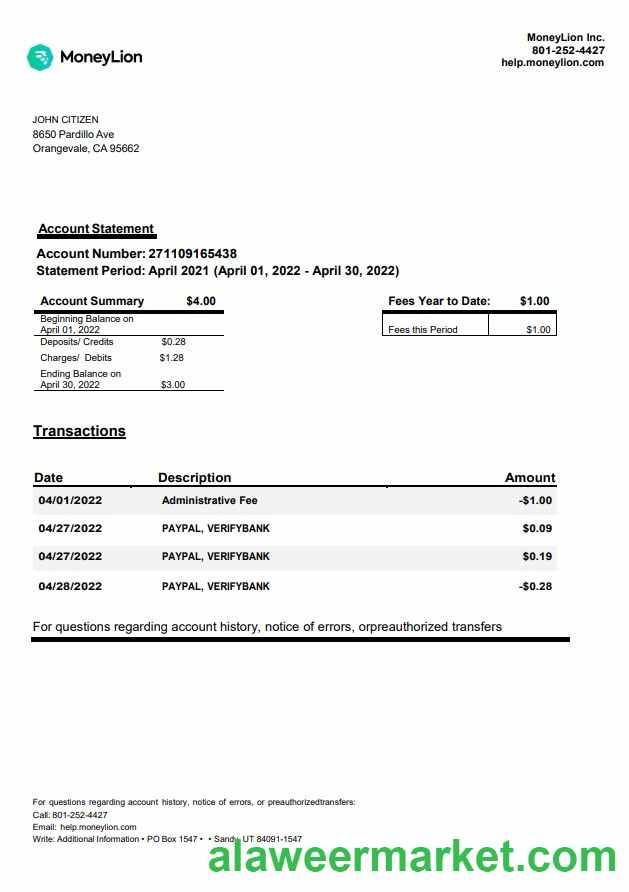 MoneyLion
MoneyLion Inc.
801-252-4427
help.moneylion.com
JOHN CITIZEN
8650 Pardillo Ave
Orangevale, CA 95662
Account Statement
Account Number: 271109165438
Statement Period: April 2021 (April 01, 2022 - April 30, 2022)
Account Summary $4.00
Beginning Balance on
April 01, 2022
Deposits/ Credits $0.28
Charges/ Debits $1.28
Ending Balance on
April 30, 2022 $3.00
Fees Year to Date: $1.00
Fees this Period $1.00
Transactions
Date Description Amount
04/01/2022 Administrative Fee -$1.00
04/27/2022 PAYPAL, VERIFYBANK $0.09
04/27/2022 PAYPAL, VERIFYBANK $0.19
04/28/2022 PAYPAL, VERIFYBANK -$0.28
For questions regarding account history, notice of errors, orpreauthorized transfers
For questions regarding account history, notice of errors, or preauthorizedtransfers:
Call: 801-252-4427
Email: help.moneylion.com
Write: Additional Information • PO Box 1547 • • Sandy, UT 84091-1547
alaweermarket.com